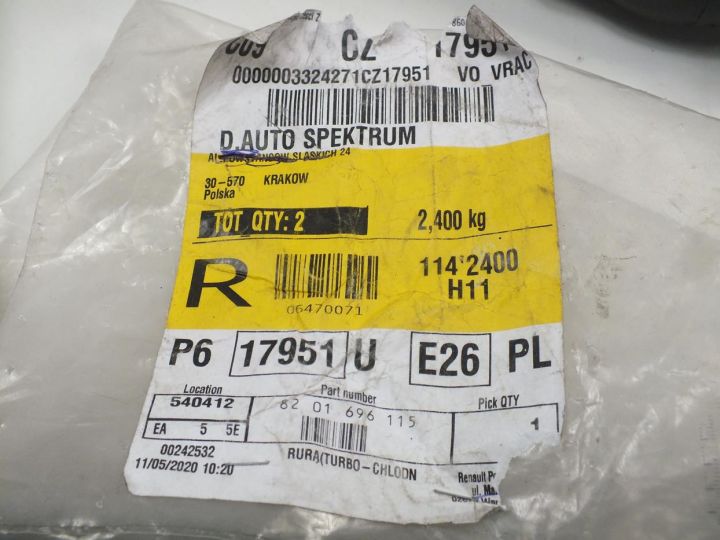 CZ 17951
0000003324271CZ17951 VO VRAC
D.AUTO SPEKTRUM
24
30-570 KRAKOW
Polska
TOT QTY: 2 2,400 kg
R 114 2400
H11
06470071
P6 17951 U E26 PL
Location Part number Pick QTY
540412 82 01 696 115 1
EA 5 5E
00242532 RURA(TURBO-CHLODN
11/05/2020 10:20 Renault
ul.